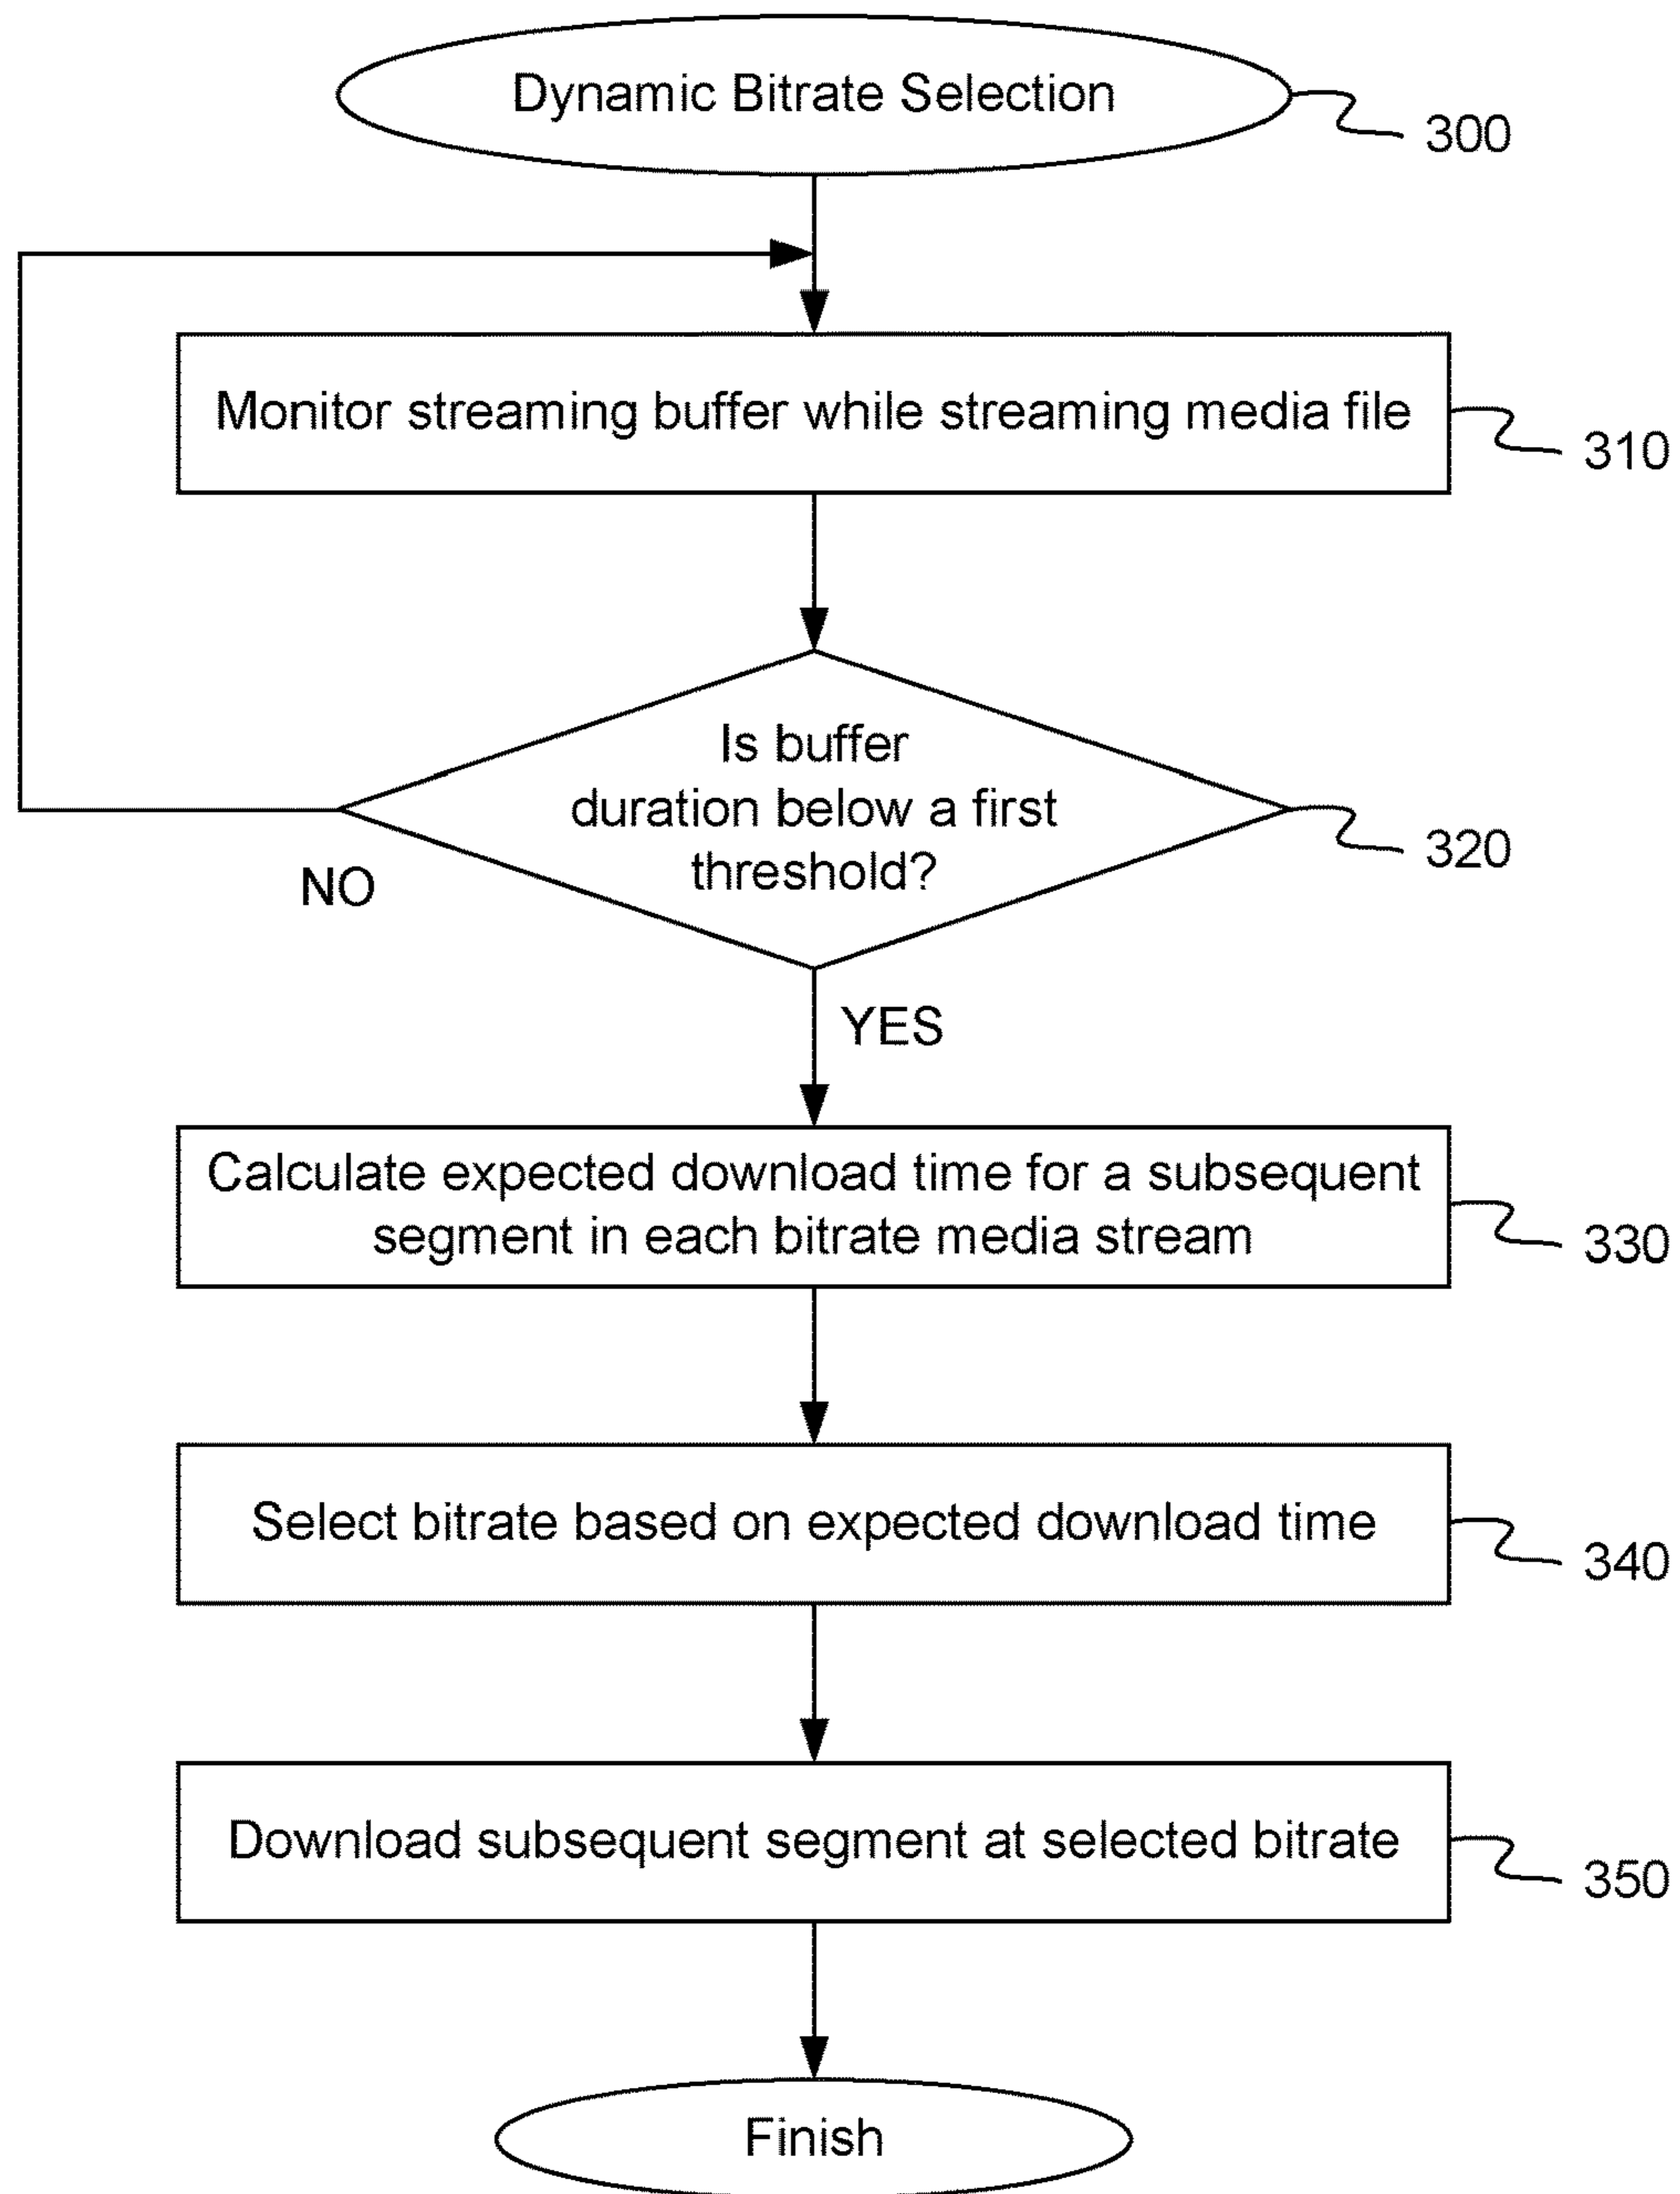 Dynamic Bitrate Selection
300
Monitor streaming buffer while streaming media file
310
Is buffer
duration below a first
threshold?
320
NO
YES
Calculate expected download time for a subsequent
segment in each bitrate media stream
330
Select bitrate based on expected download time
340
Download subsequent segment at selected bitrate
350
Finish